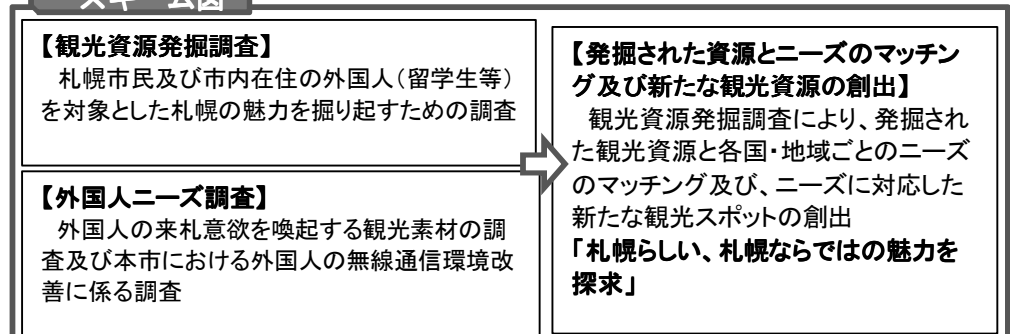 スキーム図
【観光資源発掘調査】
札幌市民及び市内在住の外国人(留学生等)
を対象とした札幌の魅力を掘り起すための調査
【外国人ニーズ調査】
外国人の来札意欲を喚起する観光素材の調
査及び本市における外国人の無線通信環境改
善に係る調査
【発掘された資源とニーズのマッチン
グ及び新たな観光資源の創出】
観光資源発掘調査により、発掘され
た観光資源と各国・地域ごとのニーズ
のマッチング及び、ニーズに対応した
新たな観光スポットの創出
「札幌らしい、札幌ならではの魅力を
探求」